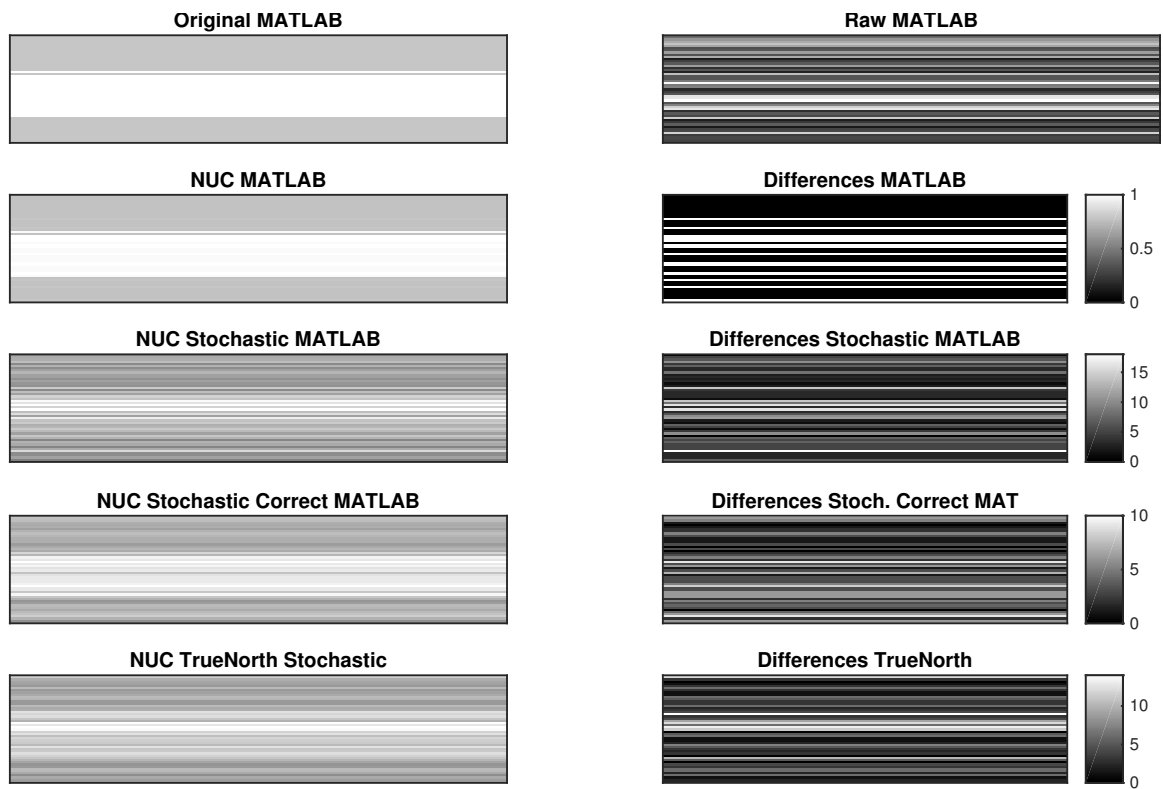 Original MATLAB
Raw MATLAB
NUC MATLAB
Differences MATLAB
1
0.5
0
NUC Stochastic MATLAB
Differences Stochastic MATLAB
15
10
5
0
NUC Stochastic Correct MATLAB
Differences Stoch. Correct MAT
10
5
0
NUC TrueNorth Stochastic
Differences TrueNorth
10
5
0